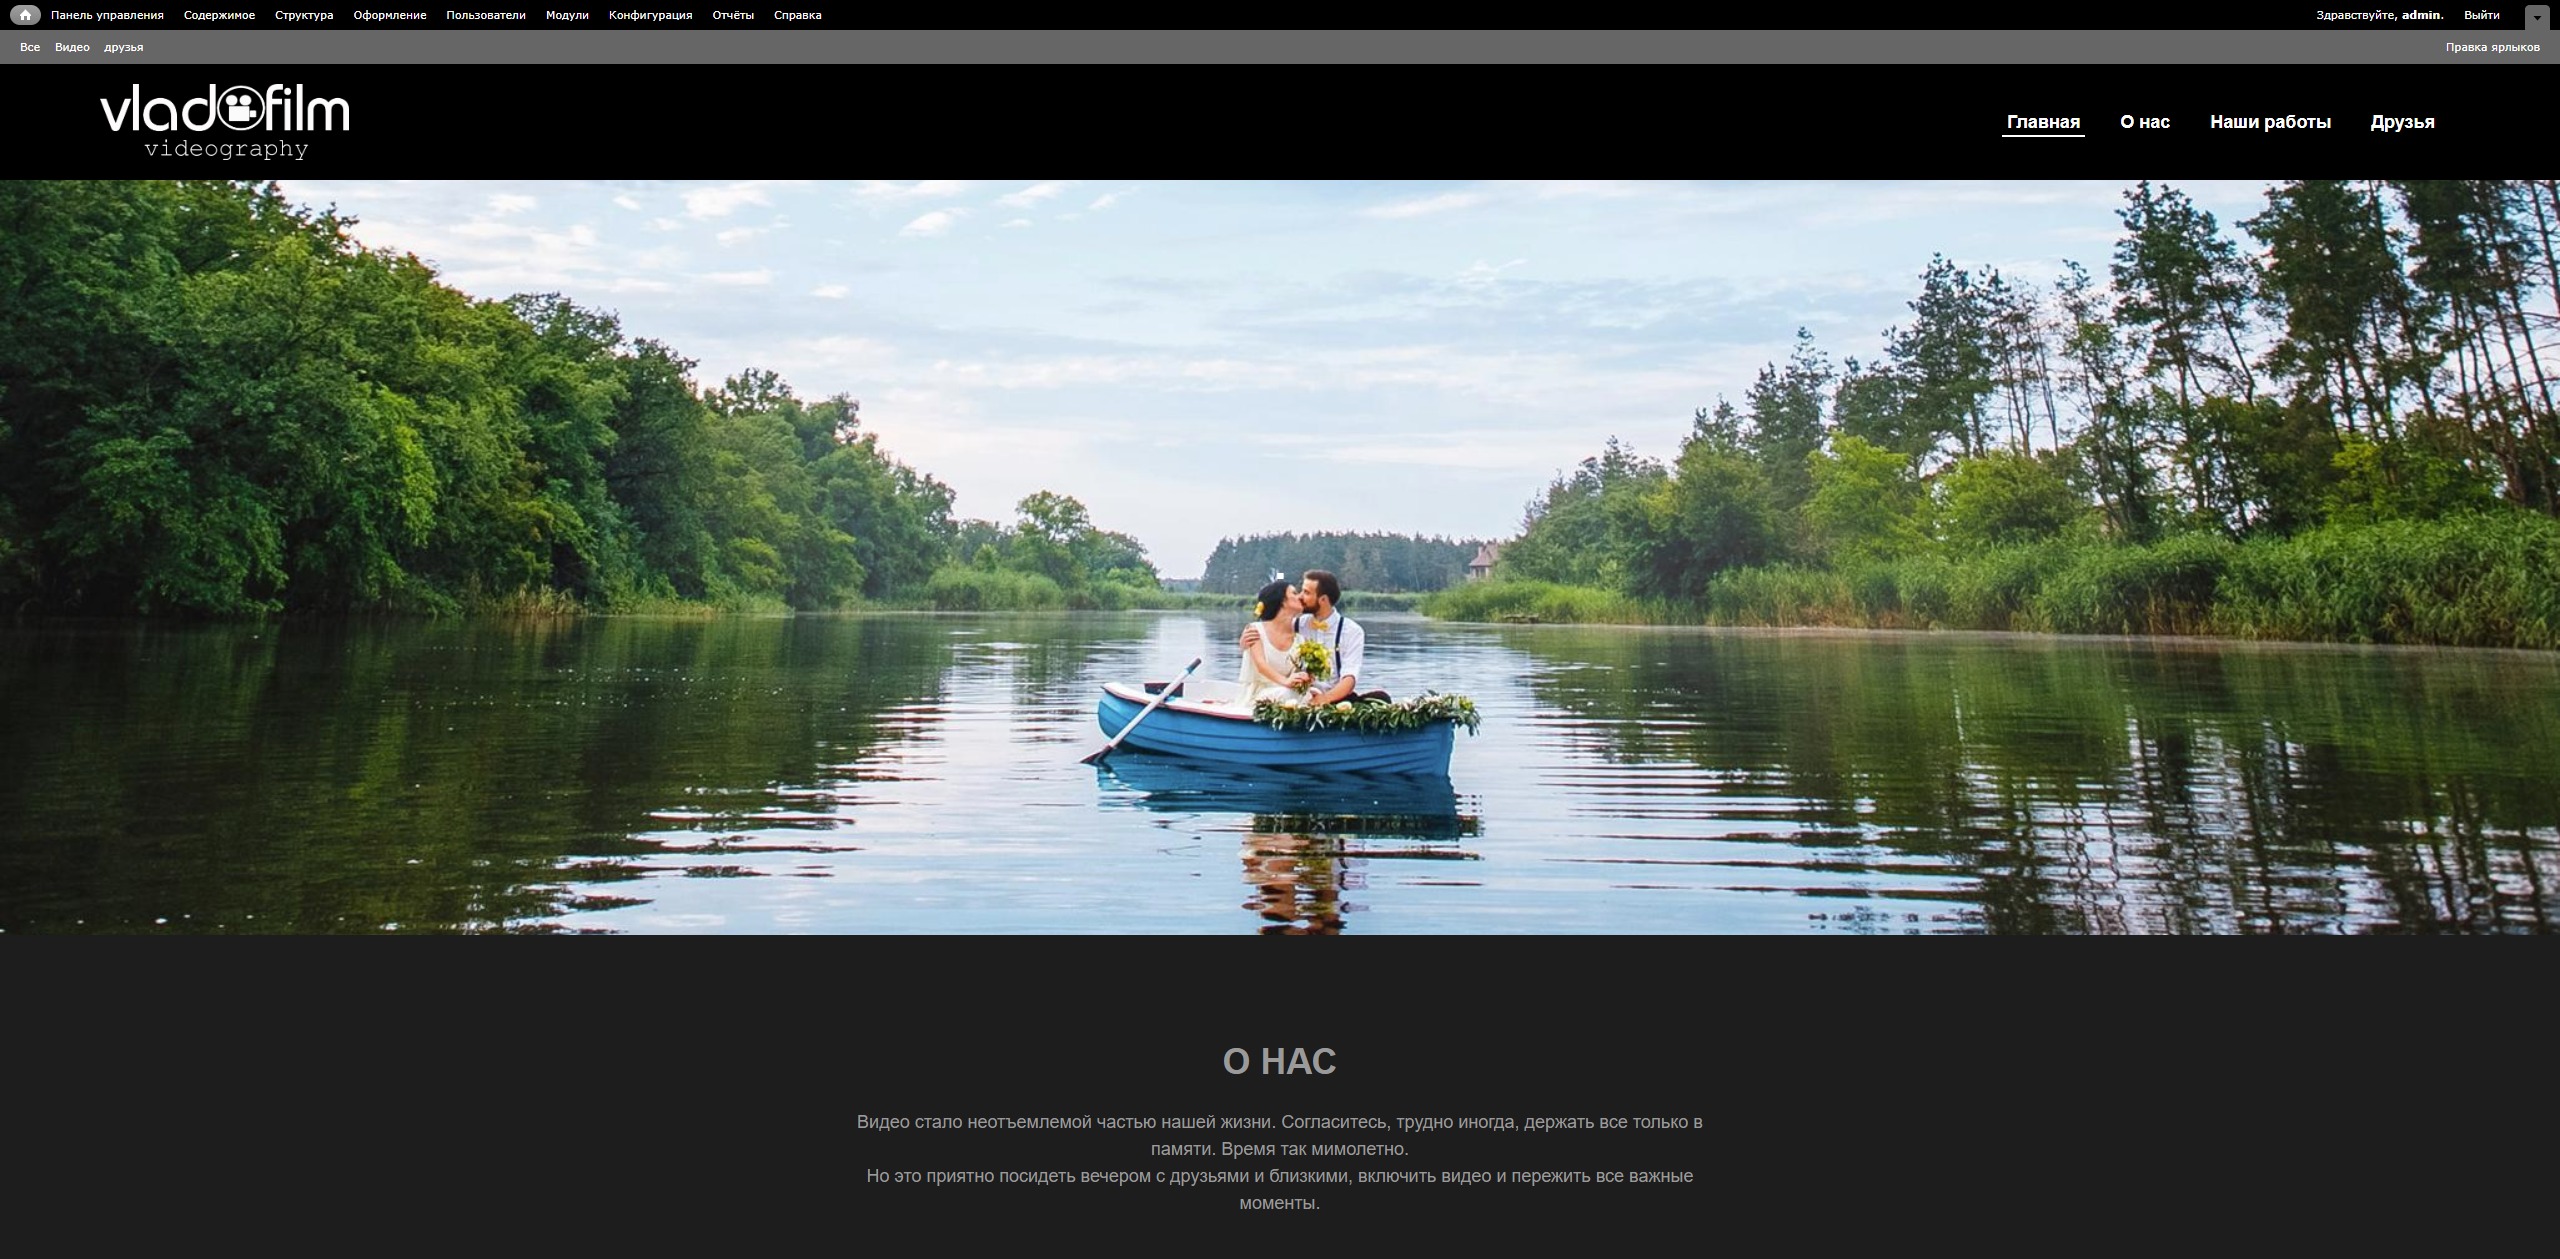 Панель управления Содержимое Структура Оформление Пользователи Модули Конфигурация Отчёты Справка Здравствуйте, admin. Выйти
Все Видео друзья Правка ярлыков
vladofilm
videography
Главная О нас Наши работы Друзья
О НАС
Видео стало неотъемлемой частью нашей жизни. Согласитесь, трудно иногда, держать все только в
памяти. Время так мимолетно.
Но это приятно посидеть вечером с друзьями и близкими, включить видео и пережить все важные
моменты.